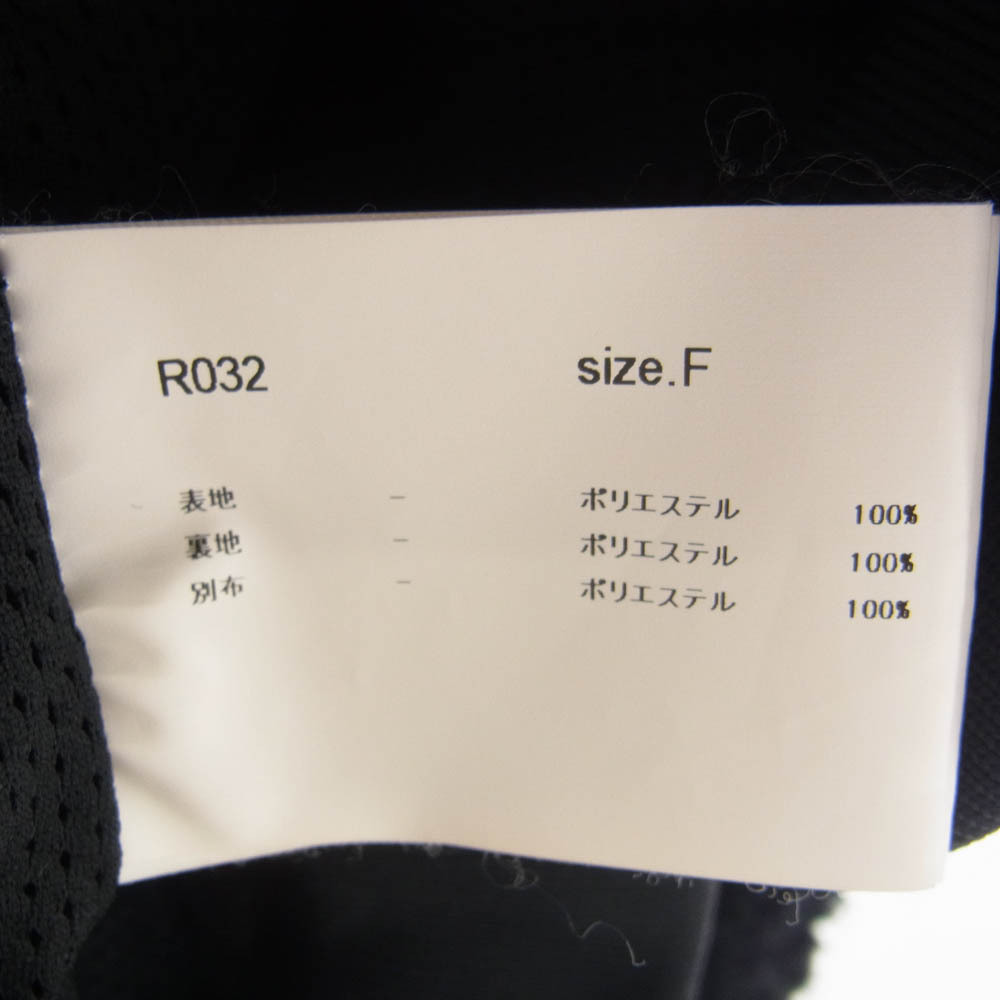 R032 size.F
表地 - ポリエステル 100%
裏地 - ポリエステル 100%
別布 - ポリエステル 100%